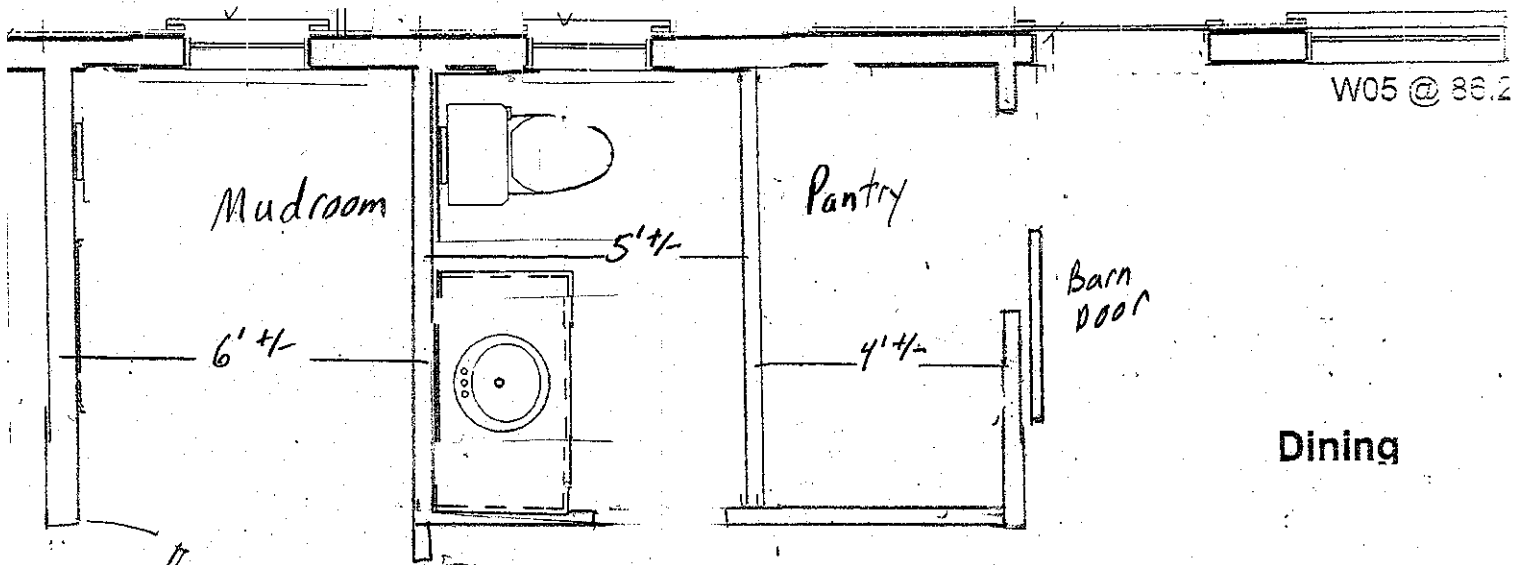 W05 @ 86.2
Mudroom
Pantry
5' +/-
Barn
Door
6' +/-
4' +/-
Dining